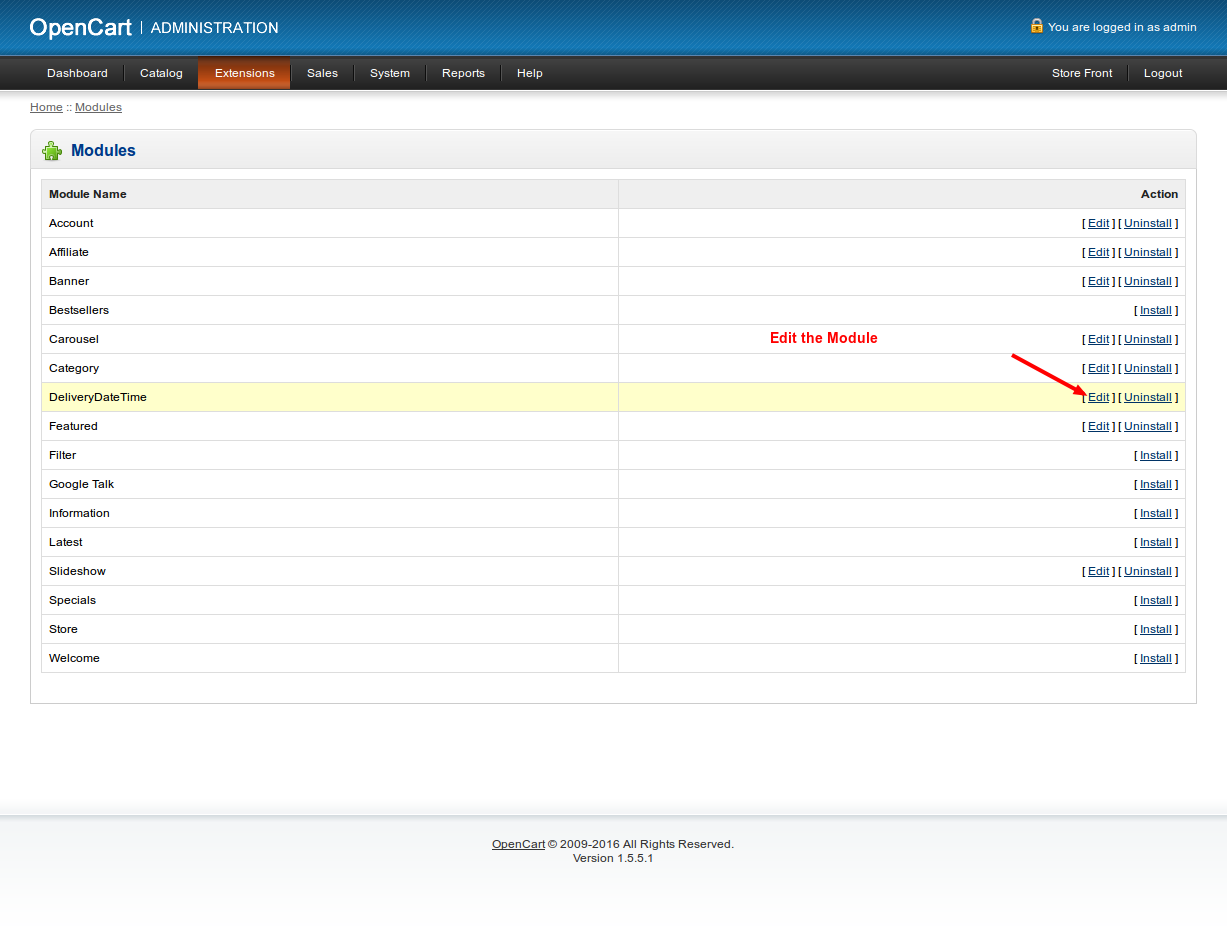 OpenCart | ADMINISTRATION
You are logged in as admin
Dashboard Catalog Extensions Sales System Reports Help Store Front Logout
Home :: Modules
Modules
Module Name Action
Account [ Edit ] [ Uninstall ]
Affiliate [ Edit ] [ Uninstall ]
Banner [ Edit ] [ Uninstall ]
Bestsellers [ Install ]
Carousel Edit the Module [ Edit ] [ Uninstall ]
Category [ Edit ] [ Uninstall ]
DeliveryDateTime [ Edit ] [ Uninstall ]
Featured [ Edit ] [ Uninstall ]
Filter [ Install ]
Google Talk [ Install ]
Information [ Install ]
Latest [ Install ]
Slideshow [ Edit ] [ Uninstall ]
Specials [ Install ]
Store [ Install ]
Welcome [ Install ]
OpenCart © 2009-2016 All Rights Reserved.
Version 1.5.5.1